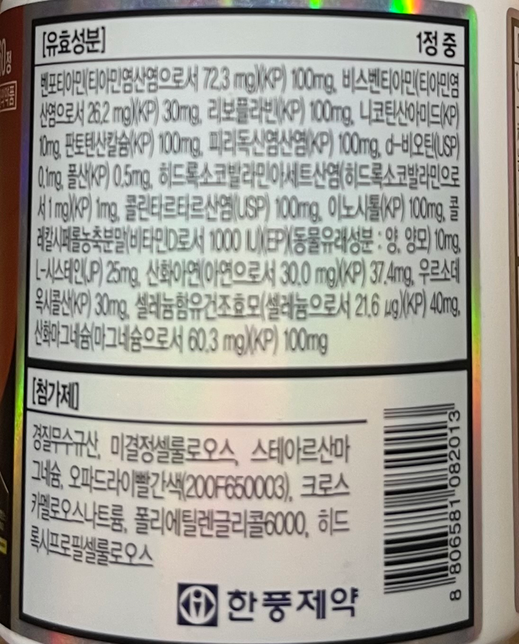 [유효성분] 1정 중
벤포티아민(티아민염산염으로서 72.3 mg)(KP) 100mg, 비스벤티아민(티아민염
산염으로서 26.2 mg)(KP) 30mg, 리보플라빈(KP) 100mg, 니코틴산아미드(KP)
10mg, 판토텐산칼슘(KP) 100mg, 피리독신염산염(KP) 100mg, d-비오틴(USP)
0.1mg, 폴산(KP) 0.5mg, 히드록소코발라민아세트산염(히드록소코발라민으로
서 1 mg)(KP) 1mg, 콜린타르타르산염(USP) 100mg, 이노시톨(KP) 100mg, 콜
레칼시페롤농축분말(비타민D로서 1000 IU)(EP)(동물유래성분 : 양, 양모) 10mg,
L-시스테인(JP) 25mg, 산화아연(아연으로서 30.0 mg)(KP) 37.4mg, 우르소데
옥시콜산(KP) 30mg, 셀레늄함유건조효모(셀레늄으로서 21.6 μg)(KP) 40mg,
산화마그네슘(마그네슘으로서 60.3 mg)(KP) 100mg
[첨가제]
경질무수규산, 미결정셀룰로오스, 스테아르산마
그네슘, 오파드라이빨간색(200F650003), 크로스
카멜로오스나트륨, 폴리에틸렌글리콜6000, 히드
록시프로필셀룰로오스
한풍제약
8 806581 082013